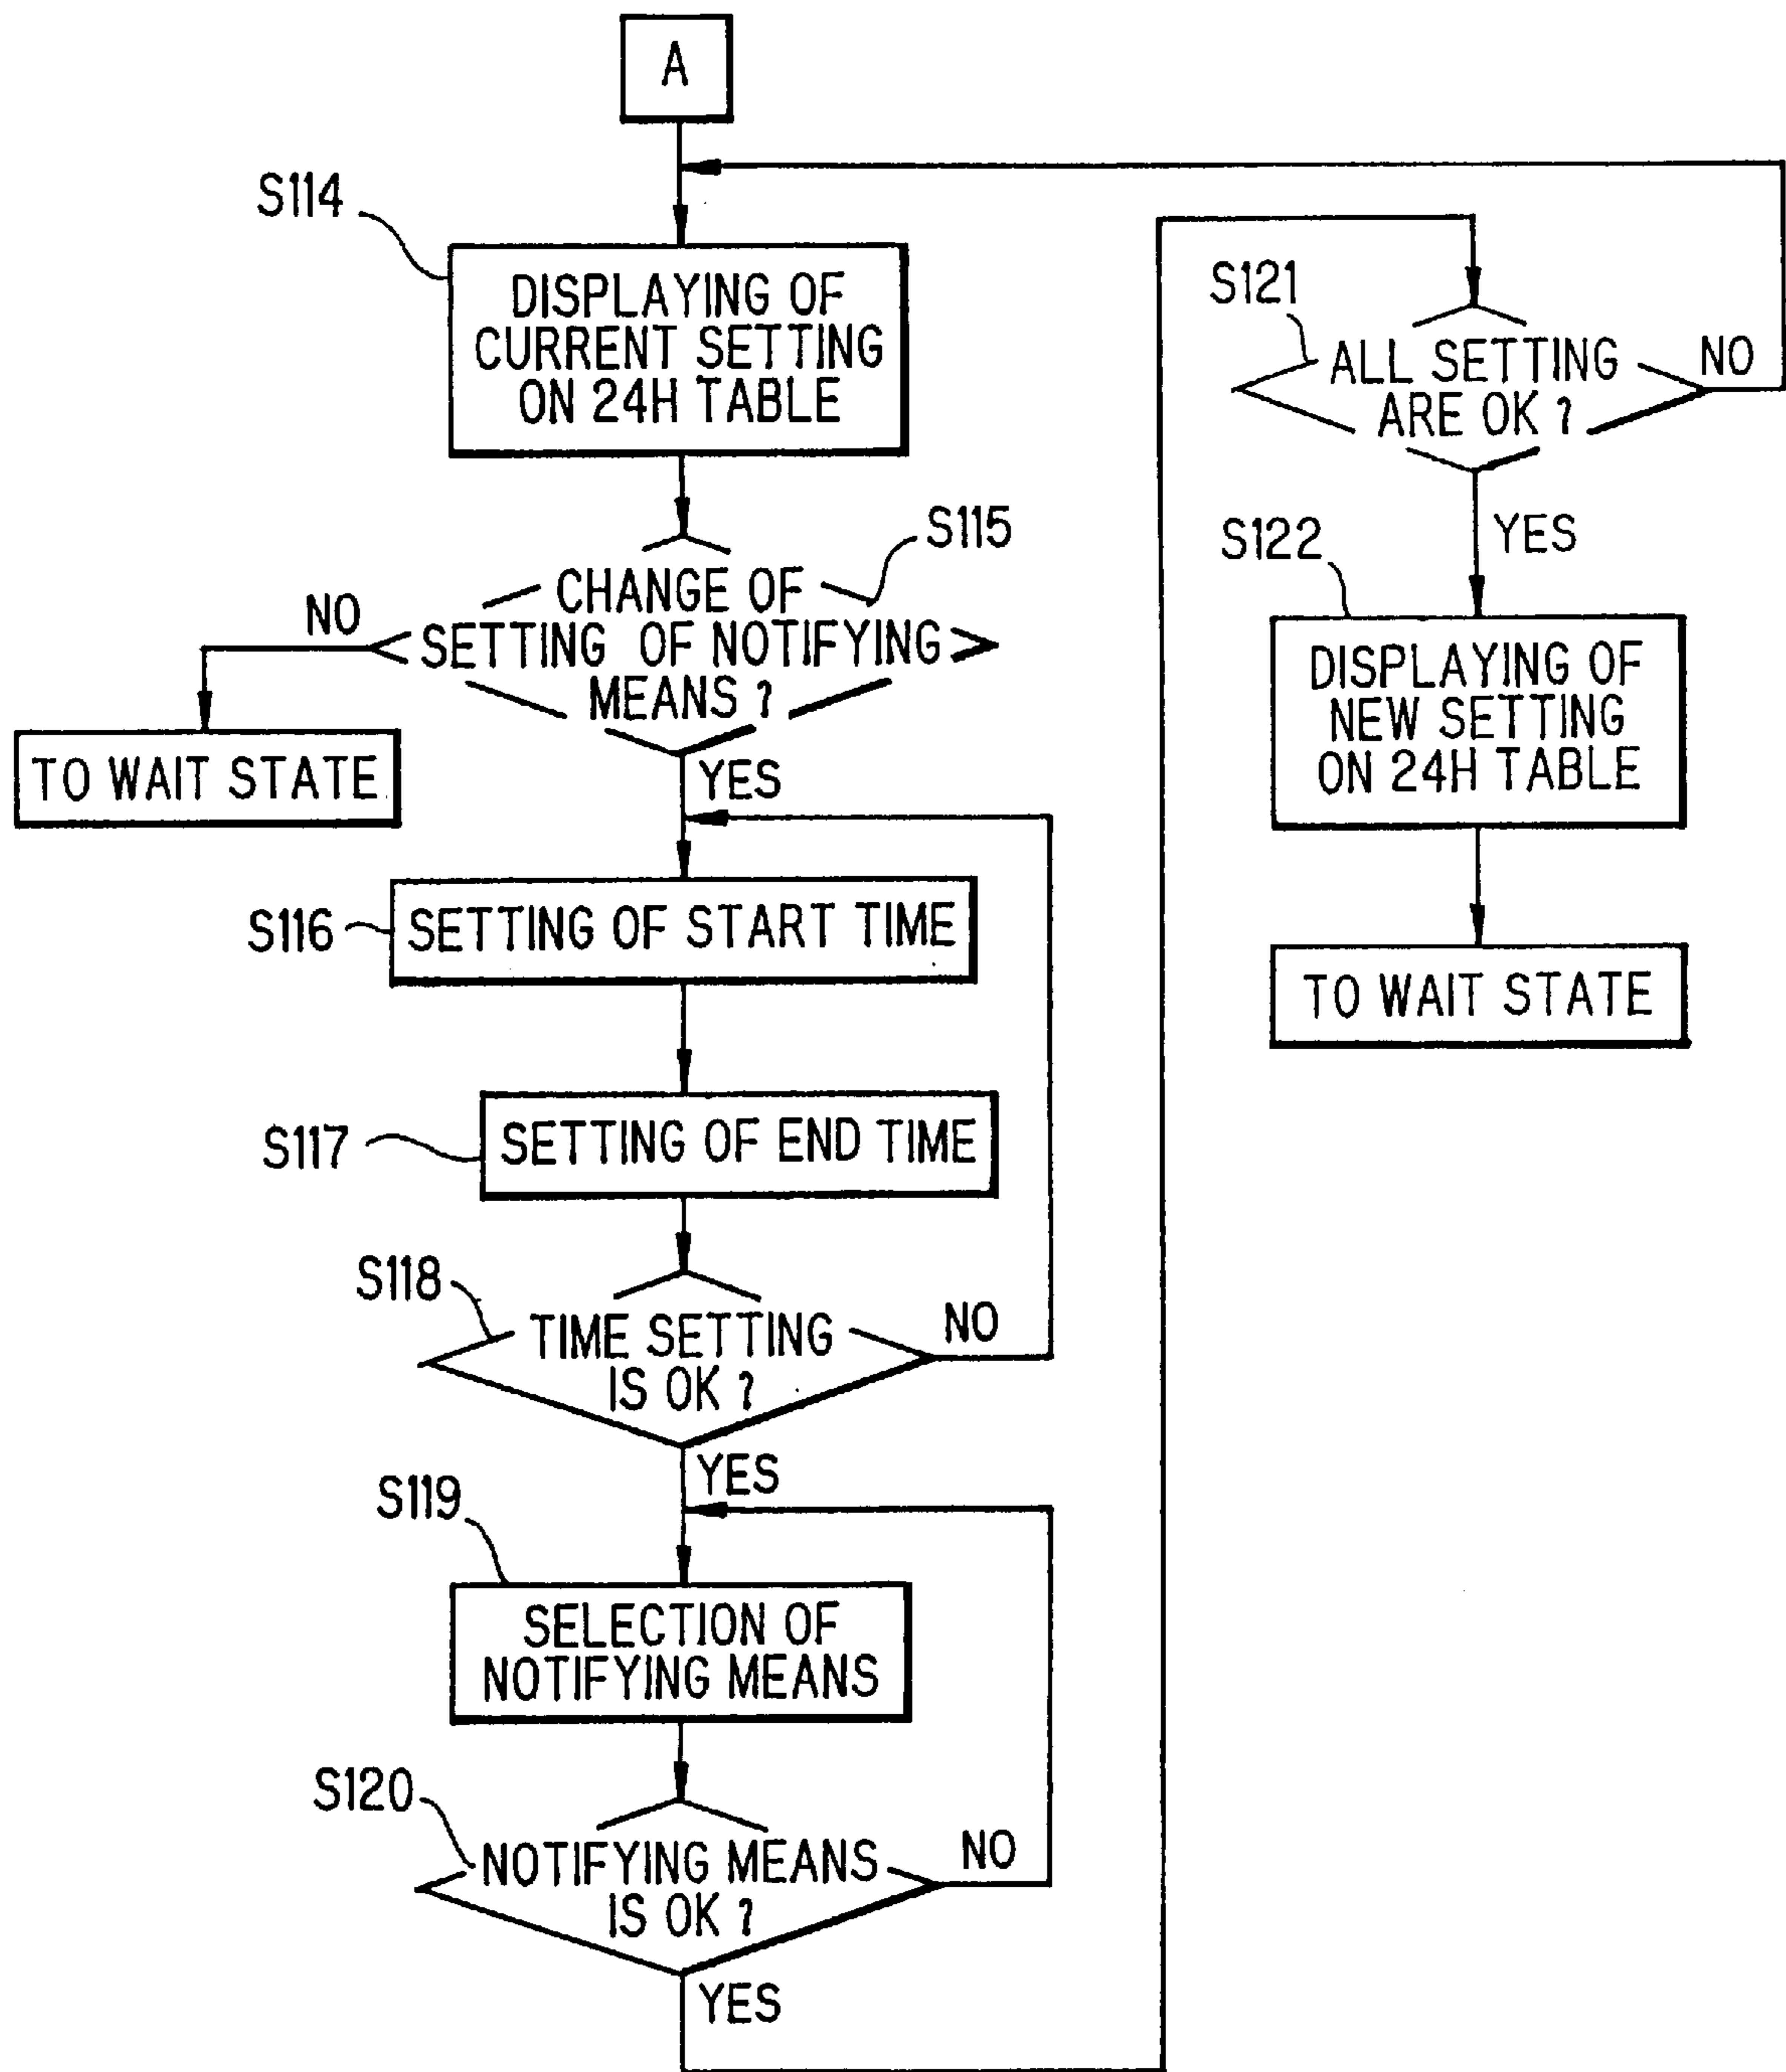 A
S114
DISPLAYING OF
CURRENT SETTING
ON 24H TABLE
S115
CHANGE OF
SETTING OF NOTIFYING
MEANS ?
NO
TO WAIT STATE
YES
S116
SETTING OF START TIME
S117
SETTING OF END TIME
S118
TIME SETTING
IS OK ?
NO
YES
S119
SELECTION OF
NOTIFYING MEANS
S120
NOTIFYING MEANS
IS OK ?
NO
YES
S121
ALL SETTING
ARE OK ?
NO
YES
S122
DISPLAYING OF
NEW SETTING
ON 24H TABLE
TO WAIT STATE